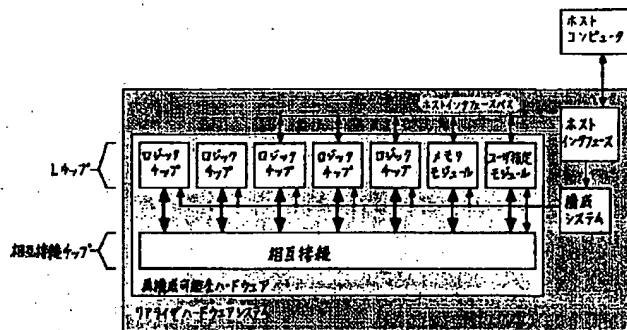 ホスト
コンピュータ
ホストインタフェースバス
ホスト
インタフェース
Lチップ
ロジック
チップ
ロジック
チップ
ロジック
チップ
ロジック
チップ
ロジック
チップ
メモリ
モジュール
ユーザ指定
モジュール
構成
システム
相互接続チップ
相互接続
再構成可能なハードウェア
リアライザハードウェアシステム